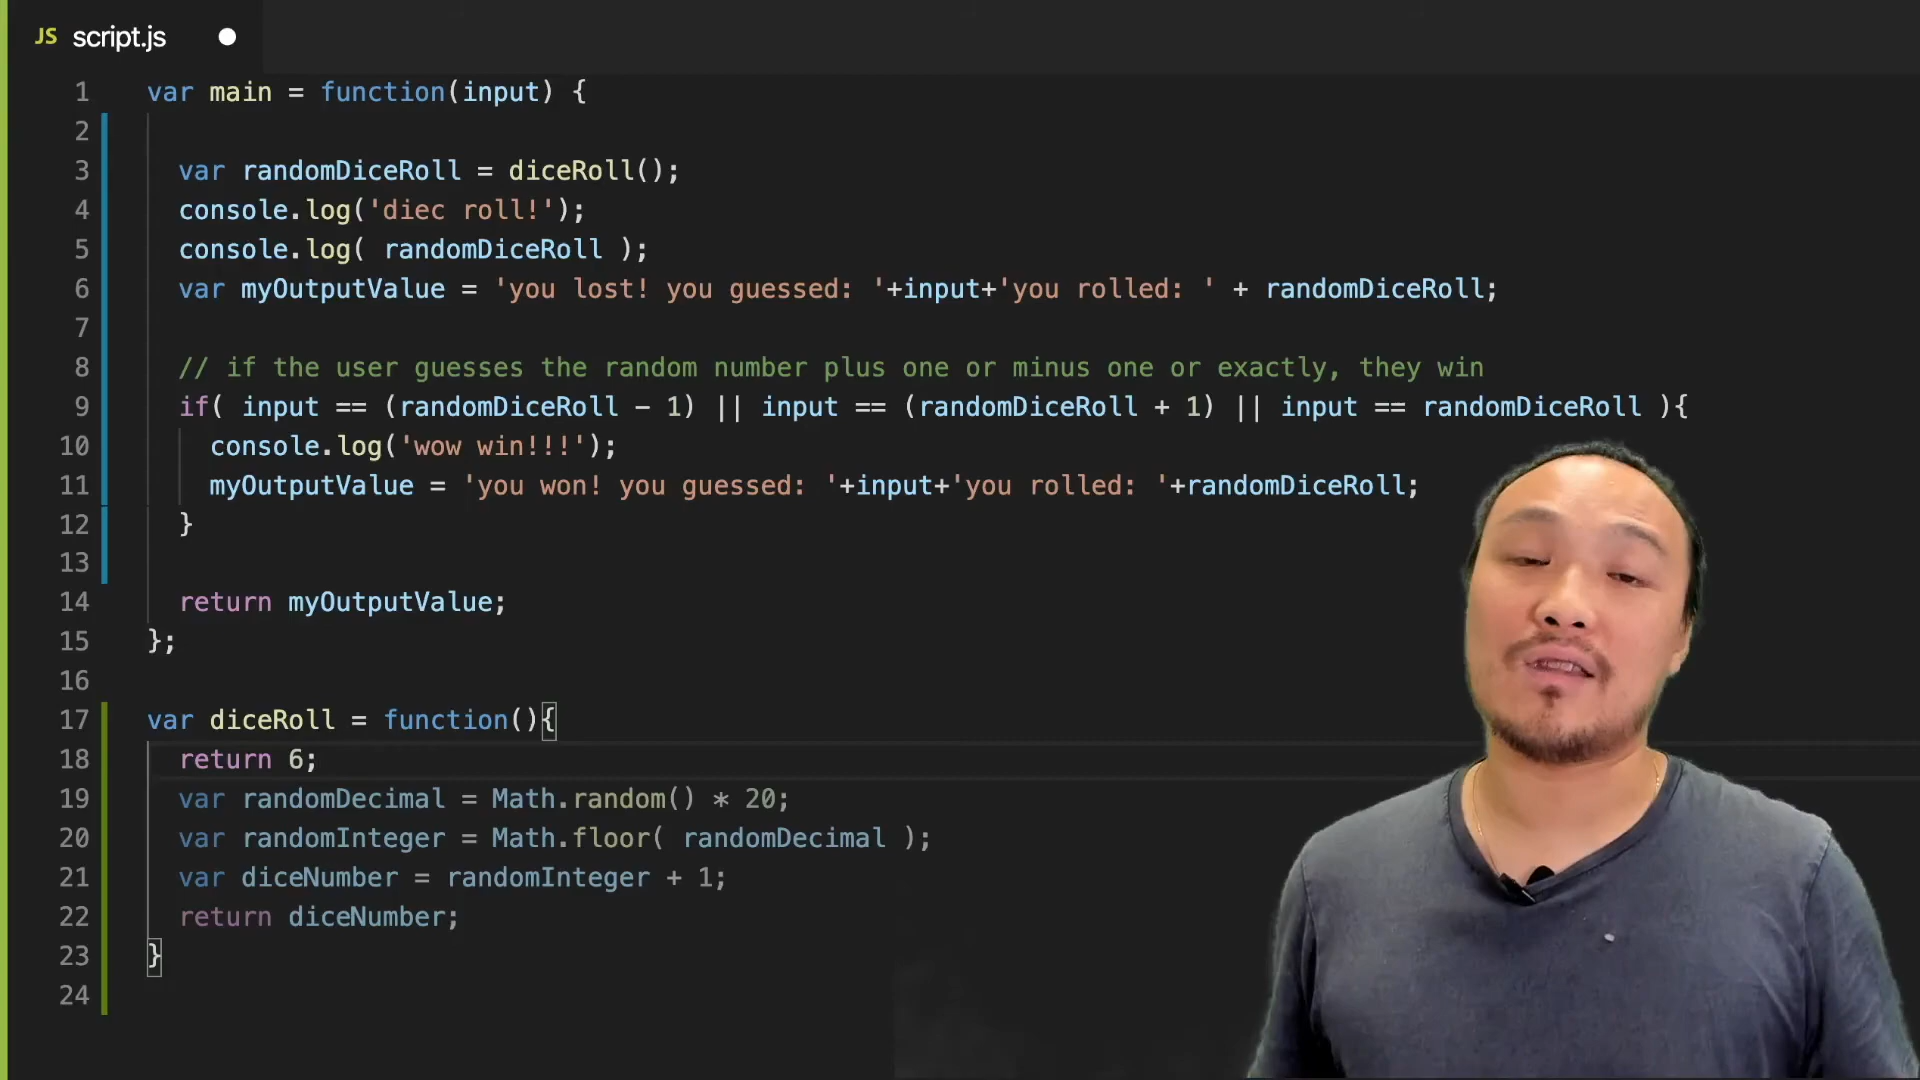 JS script.js
1 var main = function(input) {
2
3 var randomDiceRoll = diceRoll();
4 console.log('diec roll!');
5 console.log( randomDiceRoll );
6 var myOutputValue = 'you lost! you guessed: '+input+'you rolled: ' + randomDiceRoll;
7
8 // if the user guesses the random number plus one or minus one or exactly, they win
9 if( input == (randomDiceRoll - 1) || input == (randomDiceRoll + 1) || input == randomDiceRoll ){
10 console.log('wow win!!!');
11 myOutputValue = 'you won! you guessed: '+input+'you rolled: '+randomDiceRoll;
12 }
13
14 return myOutputValue;
15 };
16
17 var diceRoll = function(){
18 return 6;
19 var randomDecimal = Math.random() * 20;
20 var randomInteger = Math.floor( randomDecimal );
21 var diceNumber = randomInteger + 1;
22 return diceNumber;
23 }
24